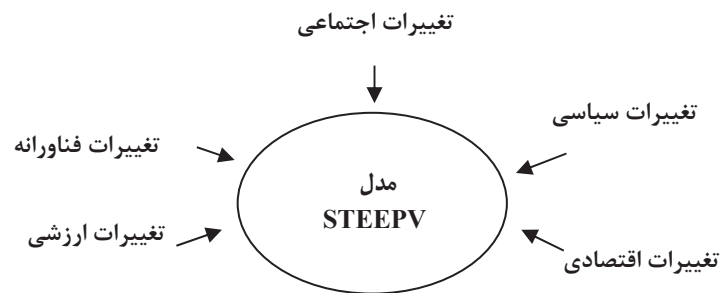 تغییرات اجتماعی
تغییرات سیاسی
تغییرات فناورانه
مدل
STEEPV
تغییرات ارزشی
تغییرات اقتصادی